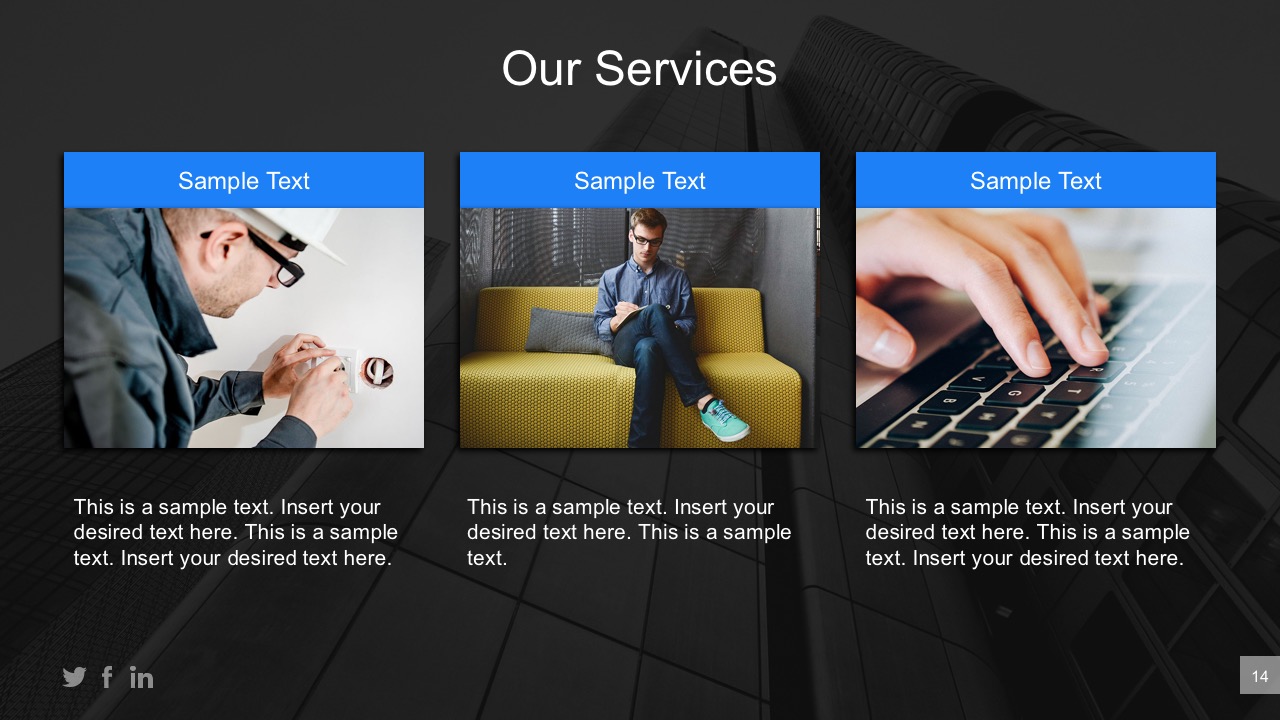 Our Services
Sample Text
Sample Text
Sample Text
This is a sample text. Insert your
desired text here. This is a sample
text. Insert your desired text here.
This is a sample text. Insert your
desired text here. This is a sample
text.
This is a sample text. Insert your
desired text here. This is a sample
text. Insert your desired text here.
14